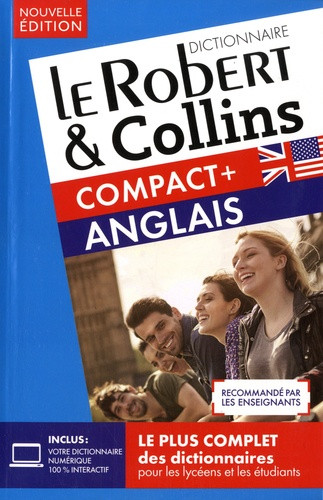 NOUVELLE
ÉDITION
DICTIONNAIRE
le Robert
& Collins
COMPACT+
ANGLAIS
RECOMMANDÉ PAR
LES ENSEIGNANTS
INCLUS :
VOTRE DICTIONNAIRE
NUMÉRIQUE
100 % INTERACTIF
LE PLUS COMPLET
des dictionnaires
pour les lycéens et les étudiants